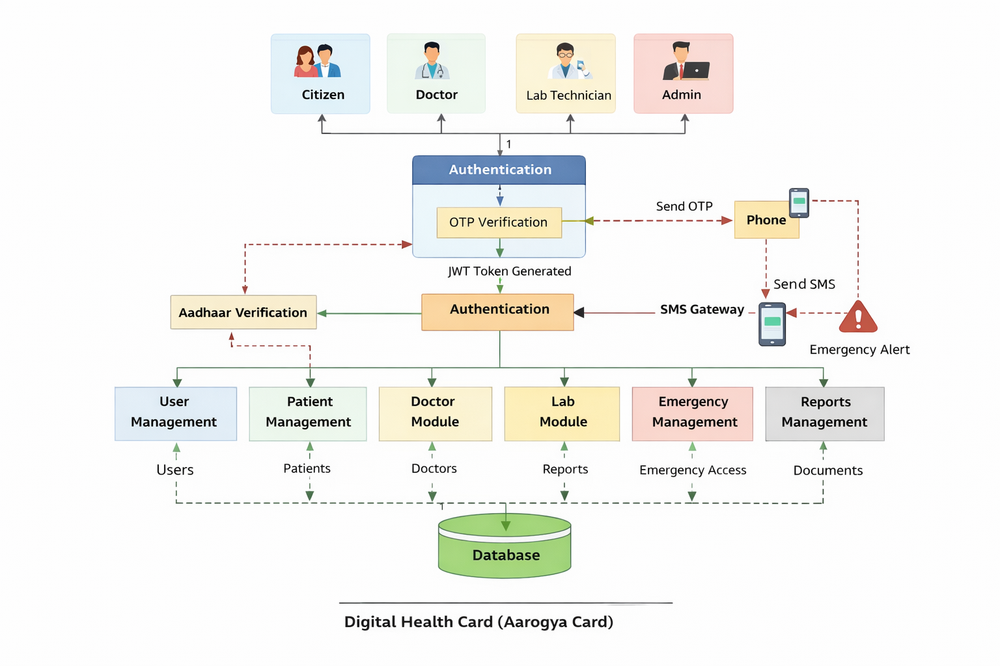 Citizen
Doctor
Lab Technician
Admin
1
Authentication
OTP Verification
Send OTP
Phone
JWT Token Generated
Send SMS
Aadhaar Verification
Authentication
SMS Gateway
Emergency Alert
User
Management
Patient
Management
Doctor
Module
Lab
Module
Emergency
Management
Reports
Management
Users
Patients
Doctors
Reports
Emergency Access
Documents
1
Database
Digital Health Card (Aarogya Card)